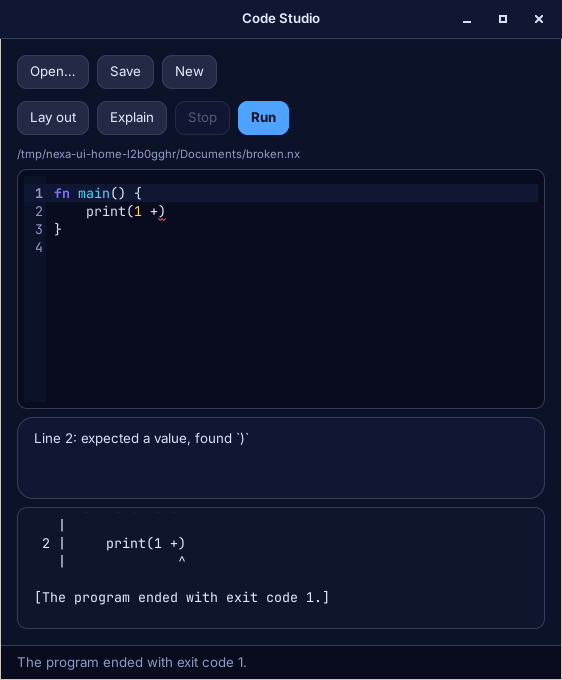 Code Studio
Open... Save New
Lay out Explain Stop Run
/tmp/nexa-ui-home-l2b0gghr/Documents/broken.nx
1 fn main() {
2     print(1 +)
3 }
4
Line 2: expected a value, found `)`
   |
 2 |     print(1 +)
   |              ^
[The program ended with exit code 1.]
The program ended with exit code 1.